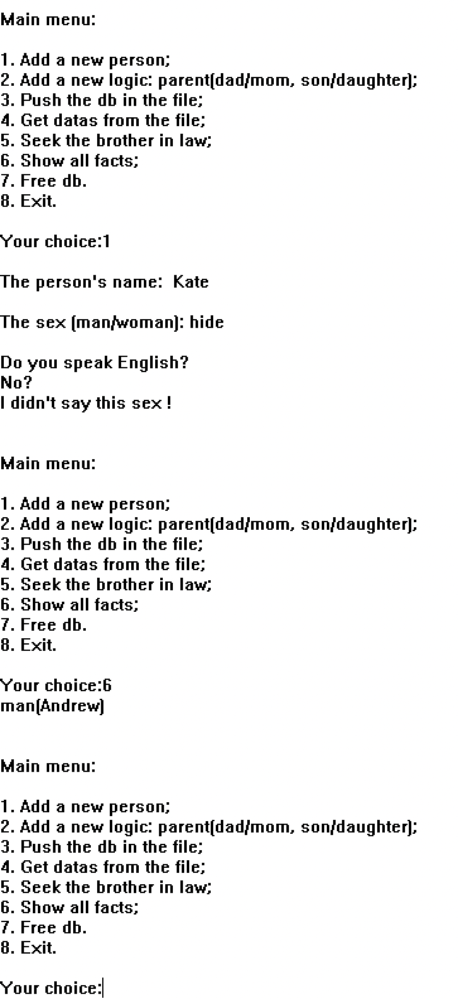 Main menu:
1. Add a new person;
2. Add a new logic: parent(dad/mom, son/daughter);
3. Push the db in the file;
4. Get datas from the file;
5. Seek the brother in law;
6. Show all facts;
7. Free db.
8. Exit.
Your choice:1
The person's name:  Kate
The sex (man/woman): hide
Do you speak English?
No?
I didn't say this sex !
Main menu:
1. Add a new person;
2. Add a new logic: parent(dad/mom, son/daughter);
3. Push the db in the file;
4. Get datas from the file;
5. Seek the brother in law;
6. Show all facts;
7. Free db.
8. Exit.
Your choice:6
man(Andrew)
Main menu:
1. Add a new person;
2. Add a new logic: parent(dad/mom, son/daughter);
3. Push the db in the file;
4. Get datas from the file;
5. Seek the brother in law;
6. Show all facts;
7. Free db.
8. Exit.
Your choice: